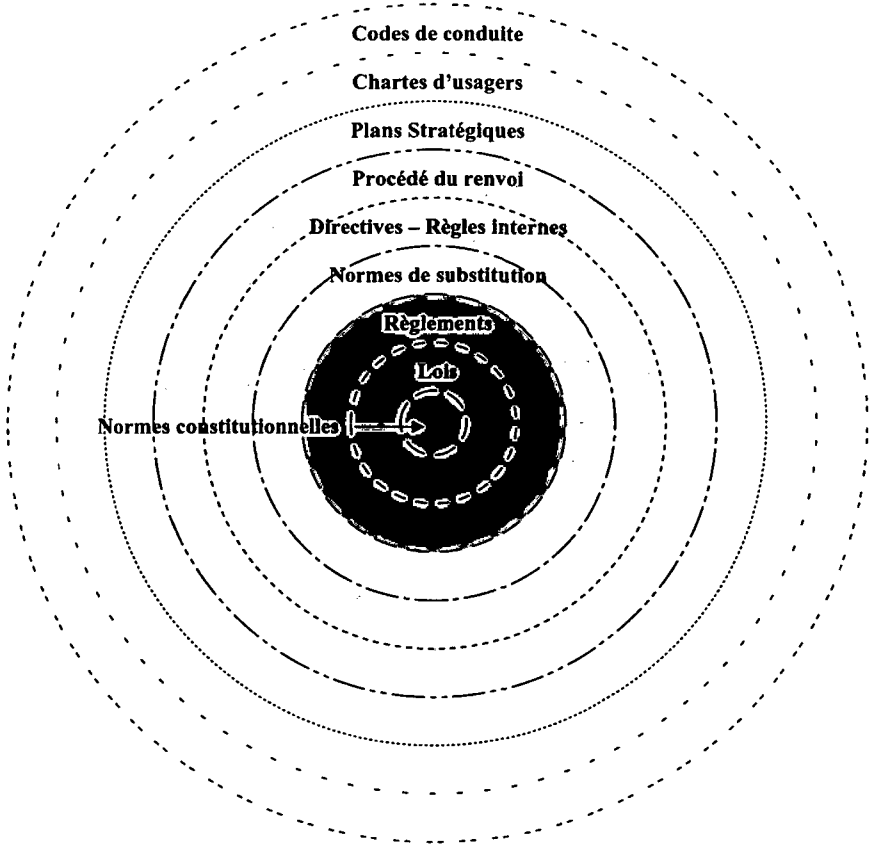 Codes de conduite
Chartes d'usagers
Plans Stratégiques
Procédé du renvoi
Directives – Règles internes
Normes de substitution
Règlements
Lois
Normes constitutionnelles